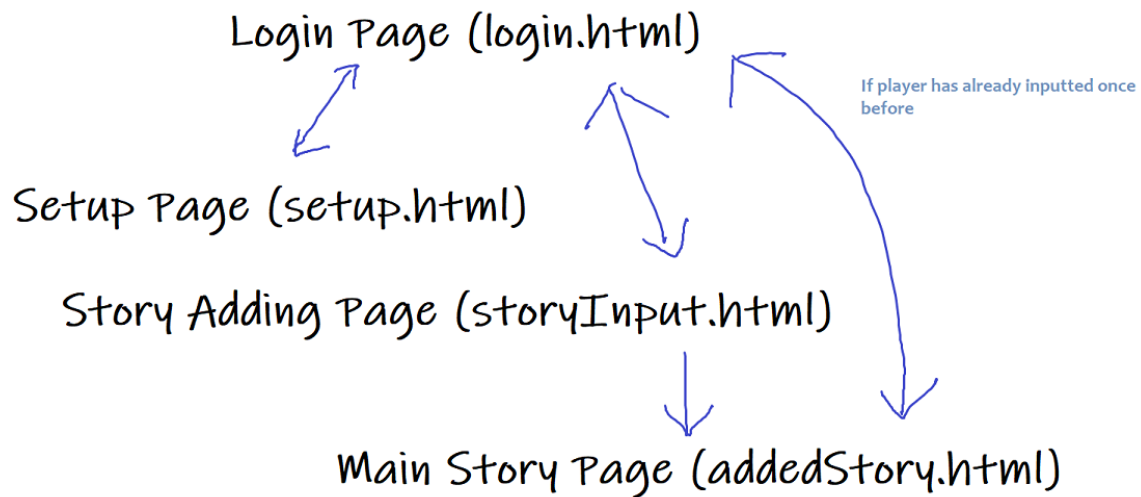 Login Page (login.html)
If player has already inputted once
before
Setup Page (setup.html)
Story Adding Page (storyInput.html)
Main Story Page (addedStory.html)